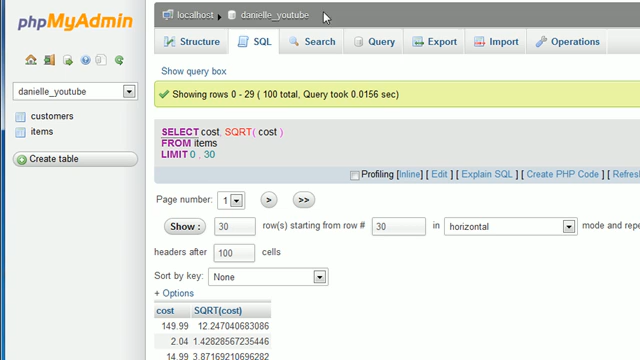 phpMyAdmin
localhost danielle_youtube
Structure SQL Search Query Export Import Operations
Show query box
danielle_youtube
customers
items
Create table
Showing rows 0 - 29 ( 100 total, Query took 0.0156 sec)
SELECT cost, SQRT( cost )
FROM items
LIMIT 0 , 30
Profiling [Inline] [ Edit ] [ Explain SQL ] [ Create PHP Code ] [ Refresh
Page number: 1 > >>
Show : 30 row(s) starting from row # 30 in horizontal mode and repe
headers after 100 cells
Sort by key: None
+ Options
cost SQRT(cost)
149.99 12.247040683086
2.04 1.42828567235446
14.99 3.87169210696282